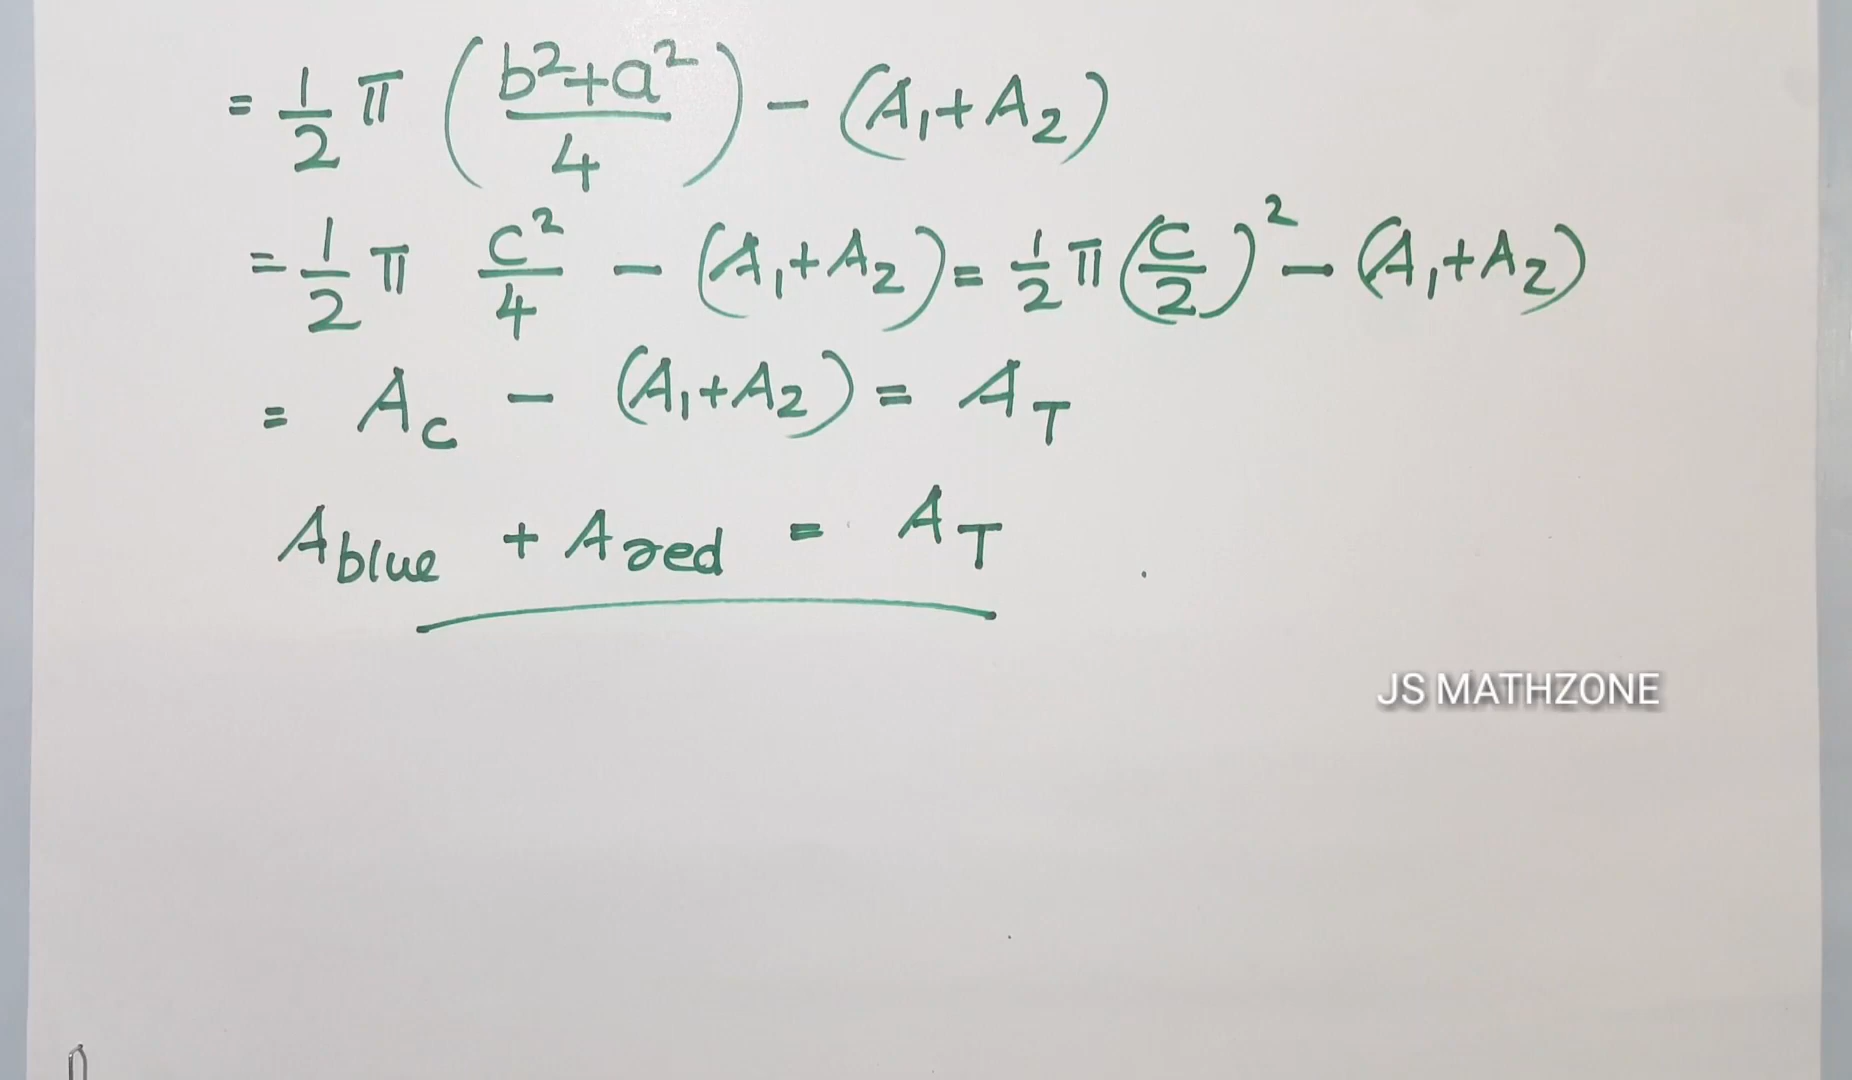 = 1/2 π ( (b²+a²)/4 ) − (A₁+A₂)
= 1/2 π c²/4 − (A₁+A₂) = 1/2 π (c/2)² − (A₁+A₂)
= A_C − (A₁+A₂) = A_T
A_blue + A_red = A_T
JS MATHZONE